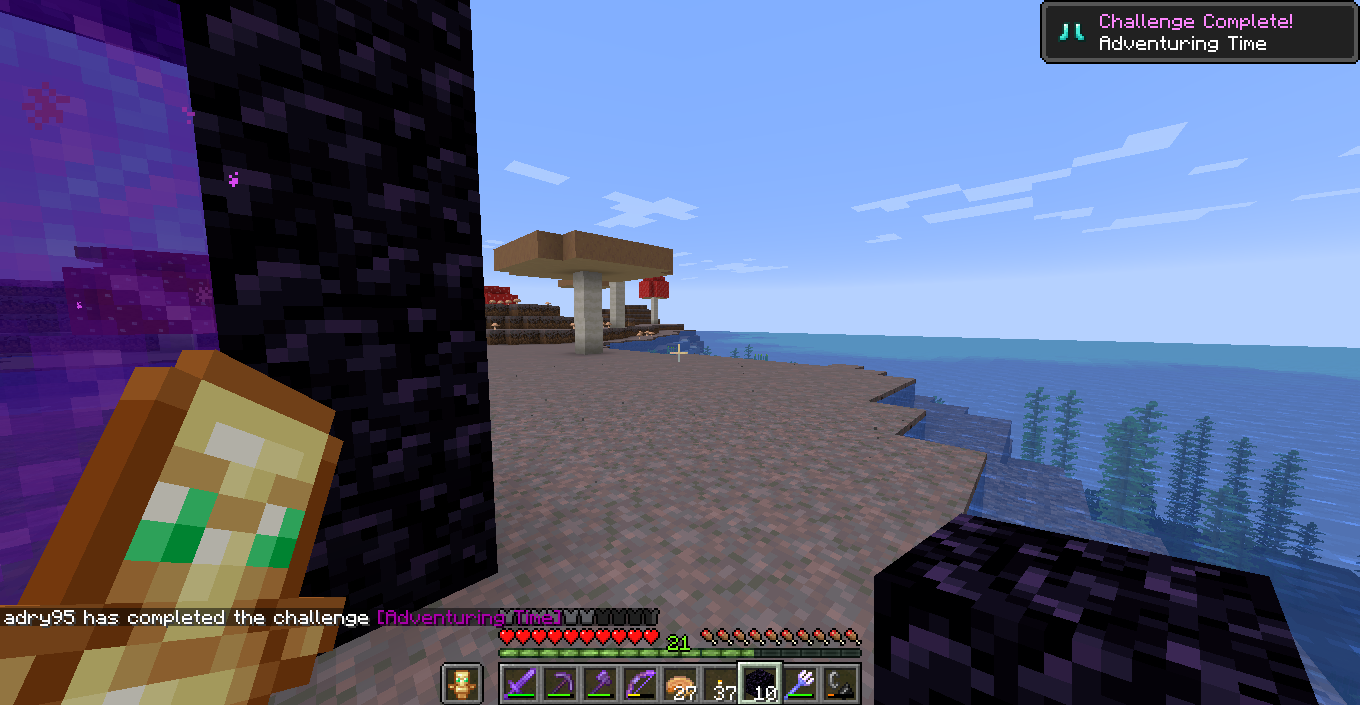 Challenge Complete!
Adventuring Time
adry95 has completed the challenge [Adventuring Time]
21
27 37 10